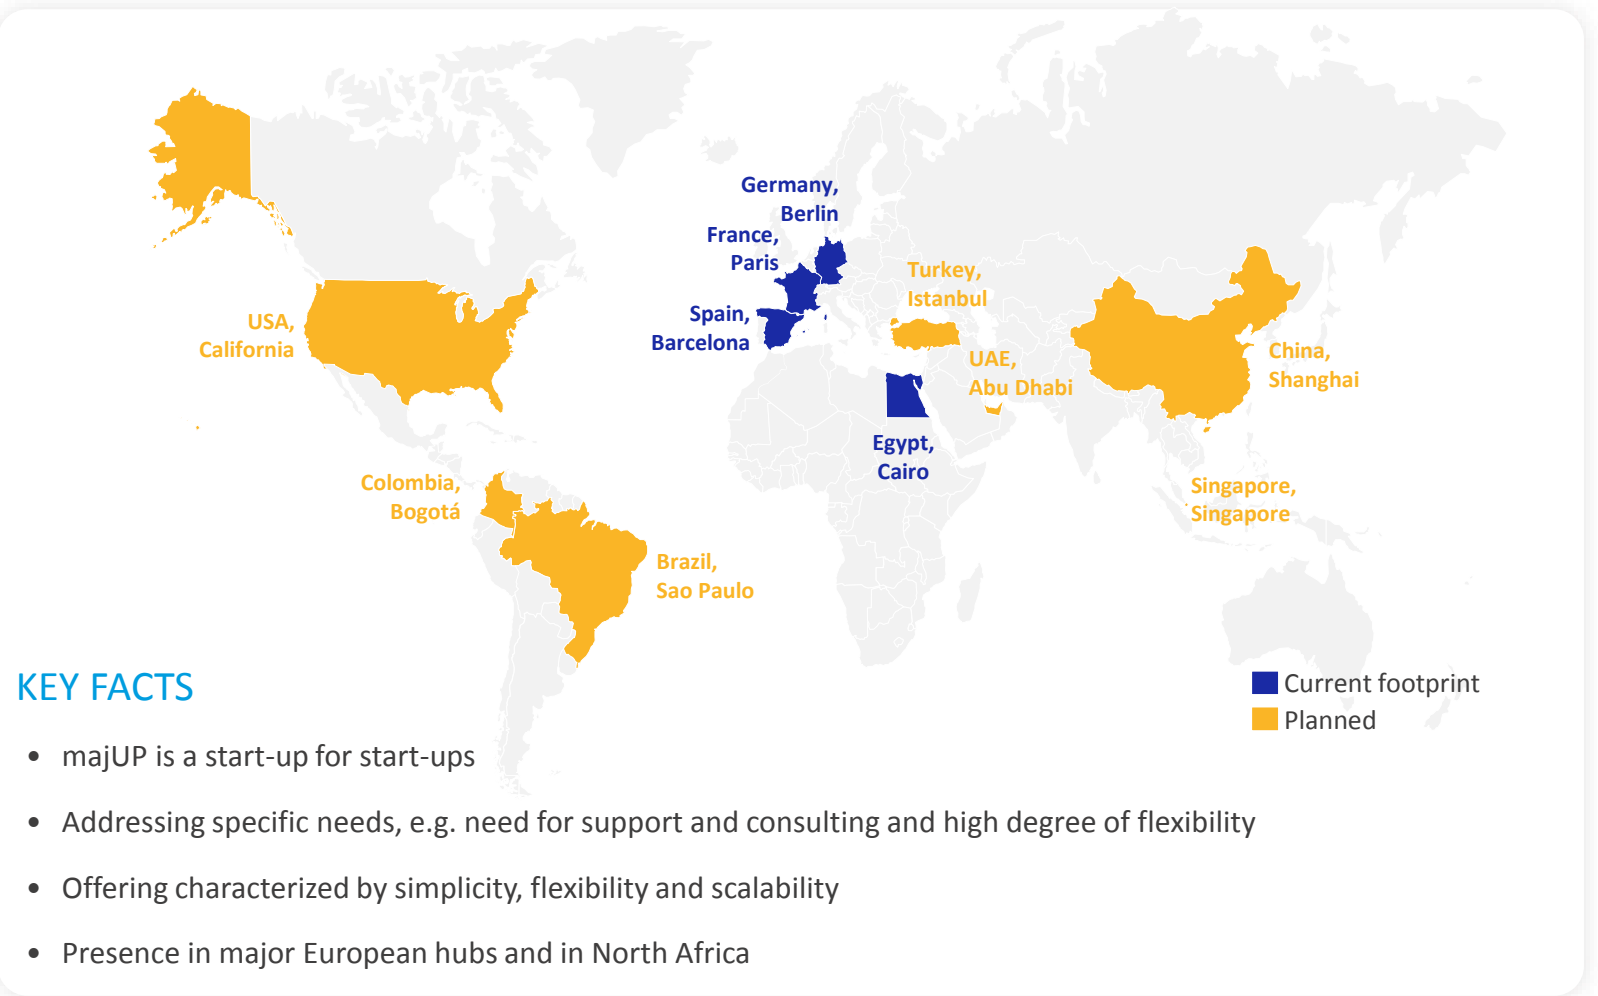 Germany,
Berlin
France,
Paris
Turkey,
Istanbul
Spain,
Barcelona
USA,
California
UAE,
Abu Dhabi
China,
Shanghai
Egypt,
Cairo
Colombia,
Bogotá
Singapore,
Singapore
Brazil,
Sao Paulo
KEY FACTS
Current footprint
Planned
• majUP is a start-up for start-ups
• Addressing specific needs, e.g. need for support and consulting and high degree of flexibility
• Offering characterized by simplicity, flexibility and scalability
• Presence in major European hubs and in North Africa